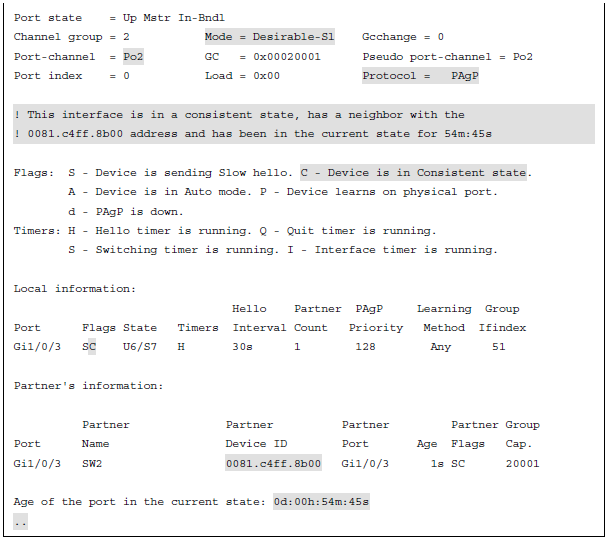 Port state    = Up Mstr In-Bndl
Channel group = 2           Mode = Desirable-Sl    Gcchange = 0
Port-channel  = Po2         GC   = 0x00020001      Pseudo port-channel = Po2
Port index    = 0           Load = 0x00            Protocol =   PAgP
! This interface is in a consistent state, has a neighbor with the
! 0081.c4ff.8b00 address and has been in the current state for 54m:45s
Flags:  S - Device is sending Slow hello. C - Device is in Consistent state.
        A - Device is in Auto mode. P - Device learns on physical port.
        d - PAgP is down.
Timers: H - Hello timer is running. Q - Quit timer is running.
        S - Switching timer is running. I - Interface timer is running.
Local information:
                                Hello    Partner  PAgP     Learning  Group
Port      Flags State   Timers  Interval Count   Priority   Method  Ifindex
Gi1/0/3   SC    U6/S7   H       30s      1        128        Any      51
Partner's information:
          Partner              Partner          Partner         Partner Group
Port      Name                 Device ID        Port       Age  Flags   Cap.
Gi1/0/3   SW2                  0081.c4ff.8b00   Gi1/0/3      1s SC      20001
Age of the port in the current state: 0d:00h:54m:45s
..